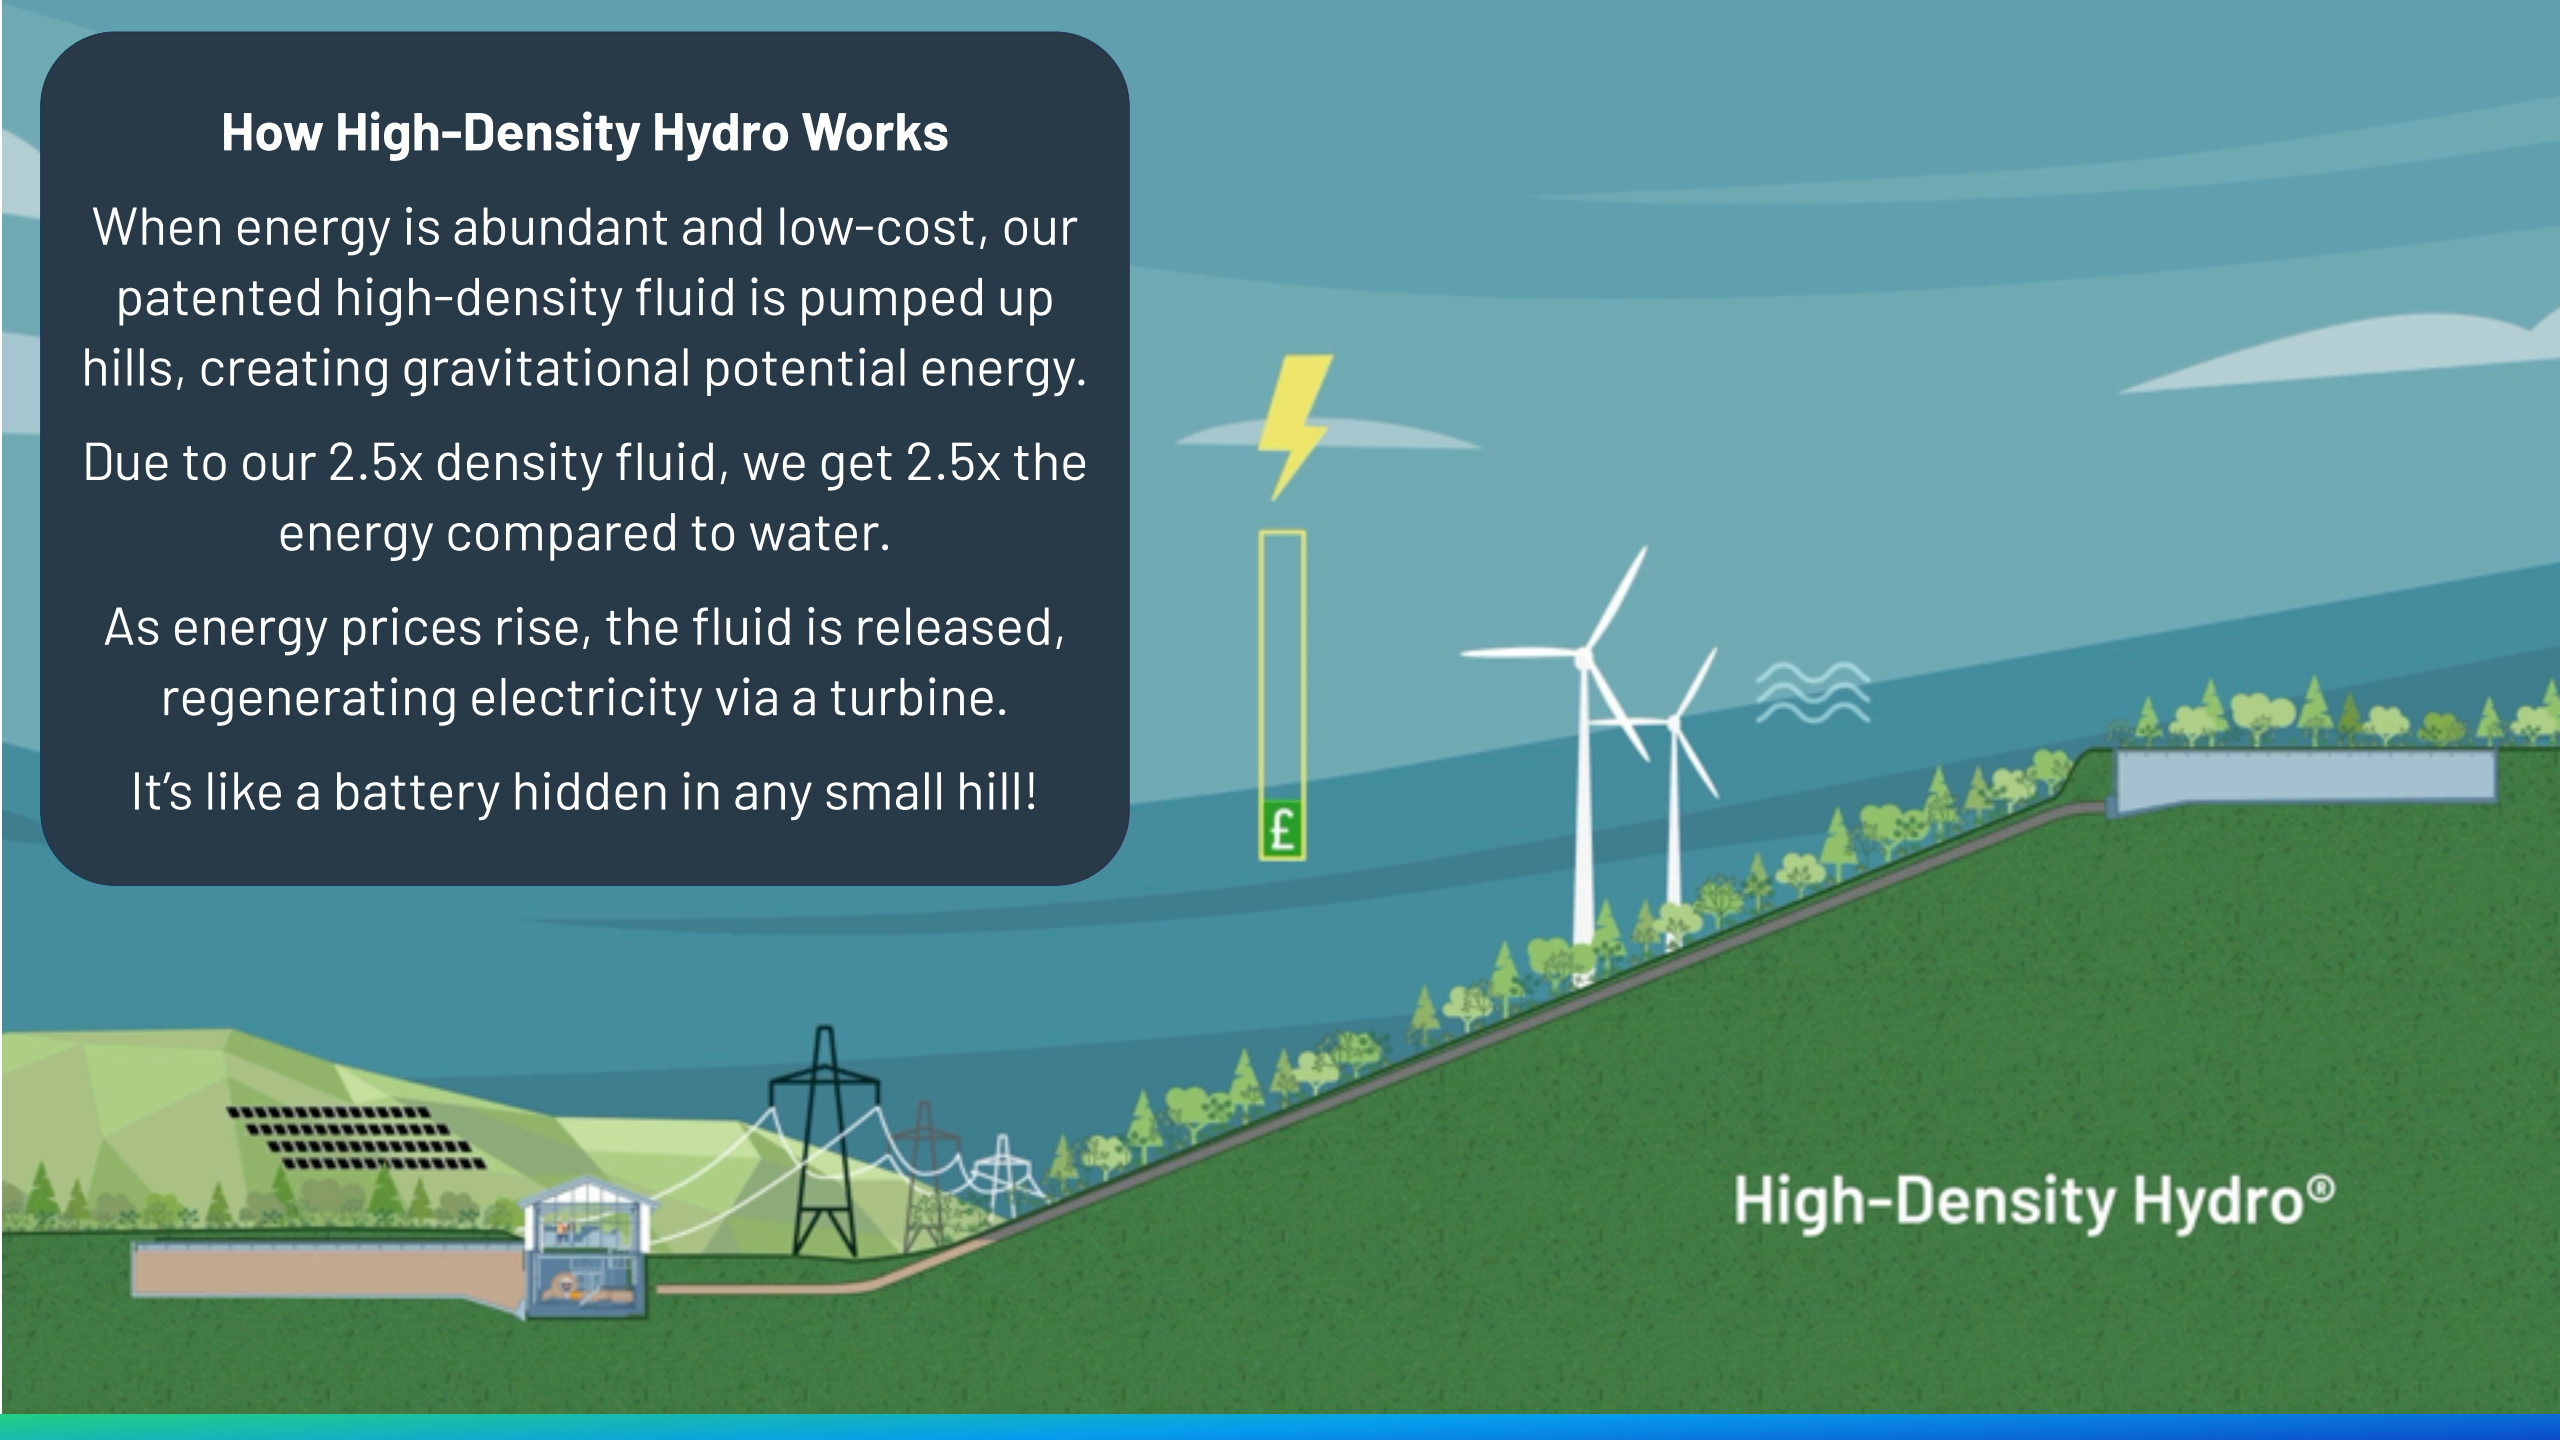 How High-Density Hydro Works
When energy is abundant and low-cost, our
patented high-density fluid is pumped up
hills, creating gravitational potential energy.
Due to our 2.5x density fluid, we get 2.5x the
energy compared to water.
As energy prices rise, the fluid is released,
regenerating electricity via a turbine.
It’s like a battery hidden in any small hill!
£
High-Density Hydro®